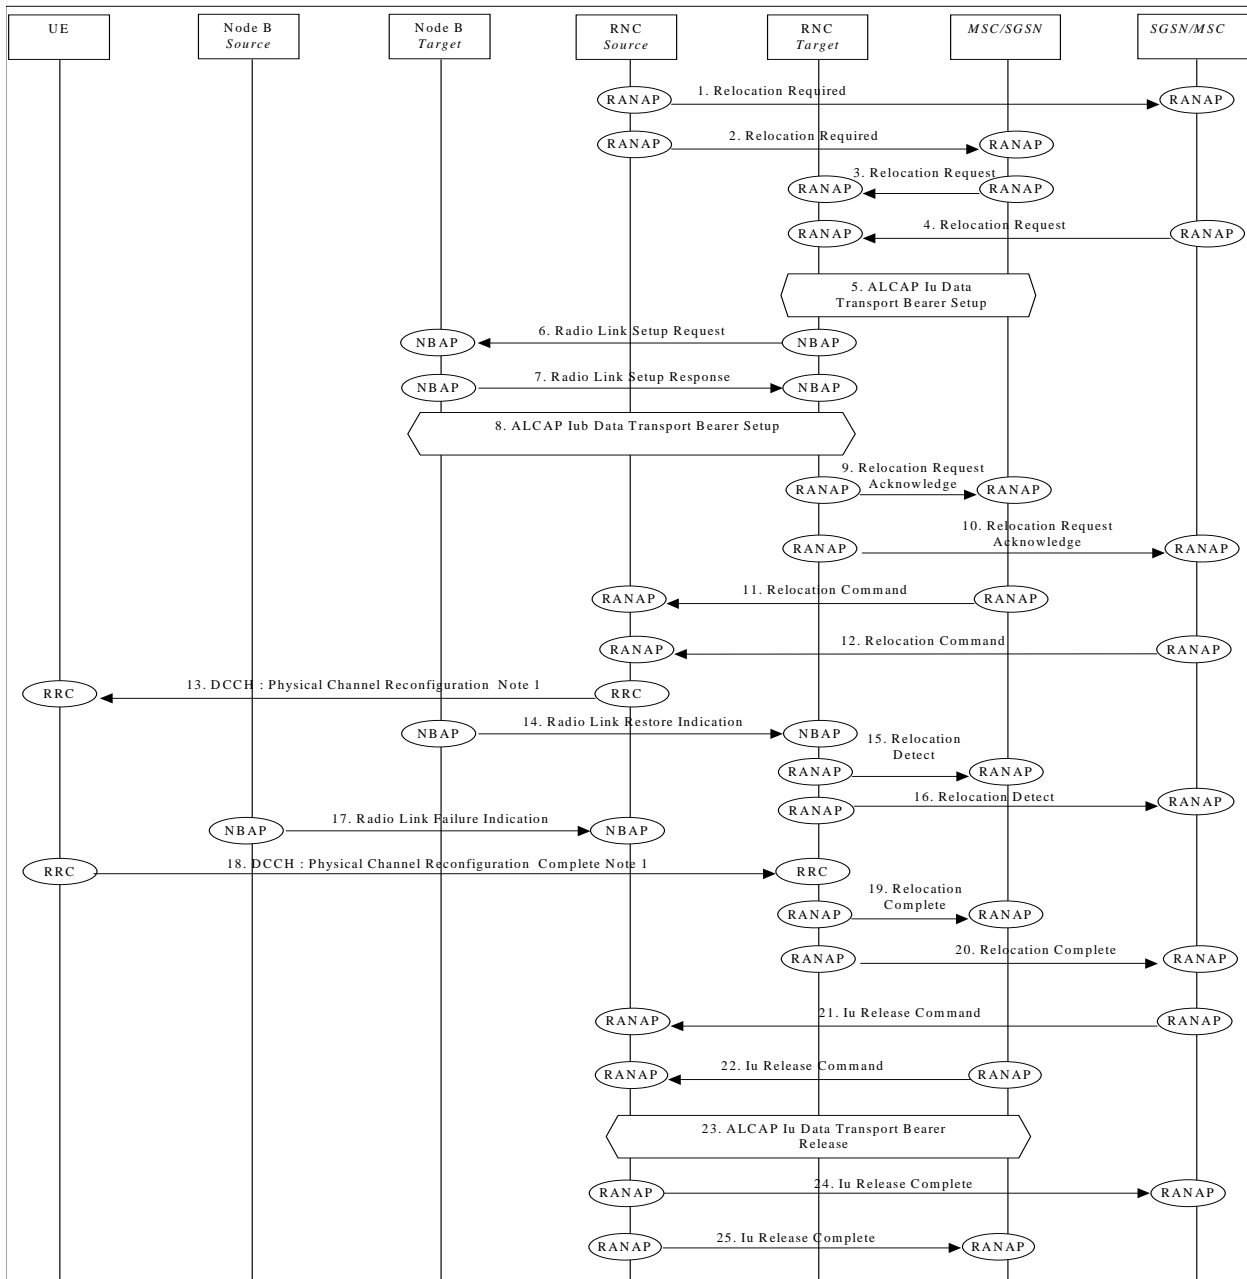 UE
Node B
Source
Node B
Target
RNC
Source
RNC
Target
MSC/SGSN
SGSN/MSC
RANAP
1. Relocation Required
RANAP
RANAP
2. Relocation Required
RANAP
RANAP
3. Relocation Request
RANAP
RANAP
4. Relocation Request
RANAP
5. ALCAP Iu Data
Transport Bearer Setup
NBAP
6. Radio Link Setup Request
NBAP
NBAP
7. Radio Link Setup Response
NBAP
8. ALCAP Iub Data Transport Bearer Setup
RANAP
9. Relocation Request
Acknowledge
RANAP
RANAP
10. Relocation Request
Acknowledge
RANAP
RANAP
11. Relocation Command
RANAP
RANAP
12. Relocation Command
RANAP
RRC
13. DCCH : Physical Channel Reconfiguration Note 1
RRC
NBAP
14. Radio Link Restore Indication
NBAP
RANAP
15. Relocation
Detect
RANAP
RANAP
16. Relocation Detect
RANAP
NBAP
17. Radio Link Failure Indication
NBAP
RRC
18. DCCH : Physical Channel Reconfiguration Complete Note 1
RRC
RANAP
19. Relocation
Complete
RANAP
RANAP
20. Relocation Complete
RANAP
RANAP
21. Iu Release Command
RANAP
RANAP
22. Iu Release Command
RANAP
23. ALCAP Iu Data Transport Bearer
Release
RANAP
24. Iu Release Complete
RANAP
RANAP
25. Iu Release Complete
RANAP